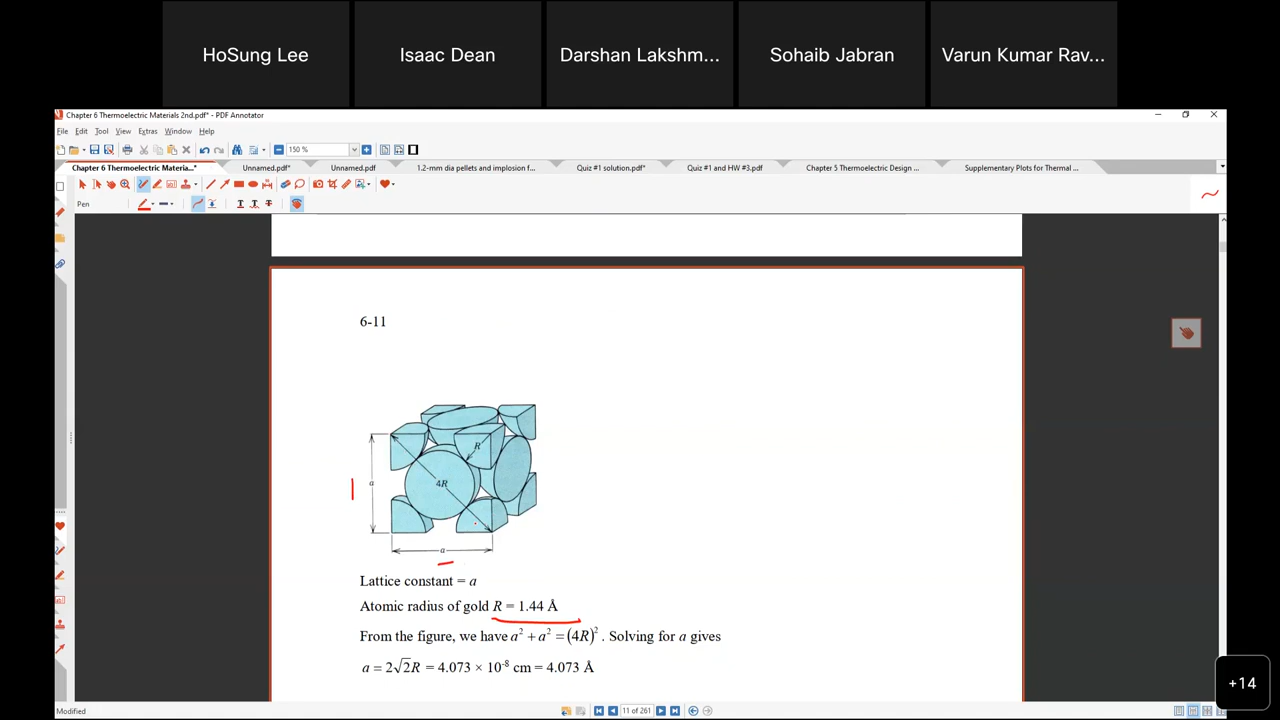 HoSung Lee
Isaac Dean
Darshan Lakshm...
Sohaib Jabran
Varun Kumar Rav...
Chapter 6 Thermoelectric Materials 2nd.pdf* - PDF Annotator
File Edit Tool View Extras Window Help
150 %
Chapter 6 Thermoelectric Materia...*
Unnamed.pdf*
Unnamed.pdf
1.2-mm dia pellets and implosion f...
Quiz #1 solution.pdf*
Quiz #1 and HW #3.pdf
Chapter 5 Thermoelectric Design ...
Supplementary Plots for Thermal ...
Pen
6-11
R
a
4R
a
Lattice constant = a
Atomic radius of gold R = 1.44 Å
From the figure, we have a² + a² = (4R)². Solving for a gives
a = 2√2R = 4.073 × 10⁻⁸ cm = 4.073 Å
Modified
11 of 261
+14